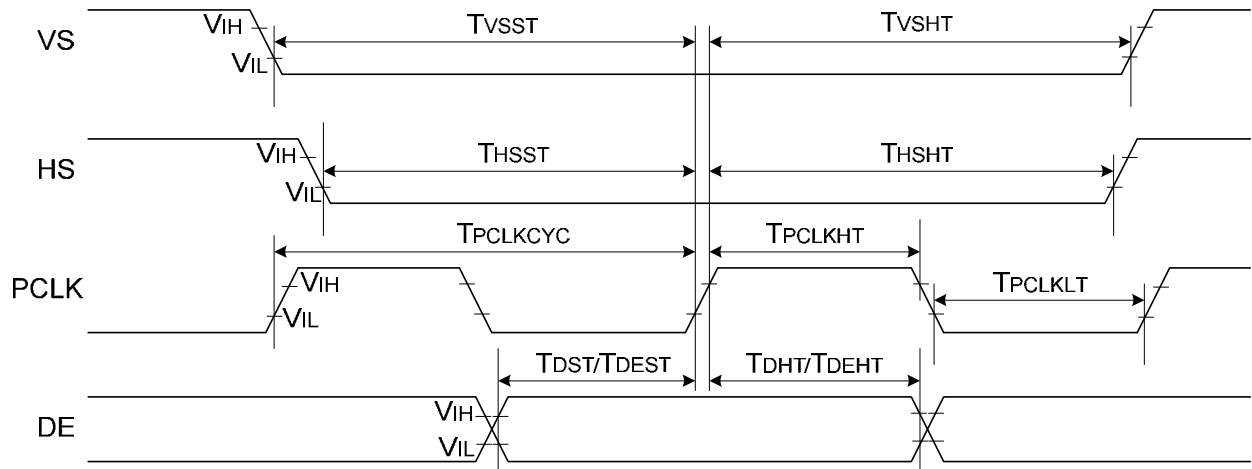 VS
VIH
VIL
TVSST
TVSHT
HS
VIH
VIL
THSST
THSHT
PCLK
VIH
VIL
TPCLKCYC
TPCLKHT
TPCLKLT
DE
VIH
VIL
TDST/TDEST
TDHT/TDEHT